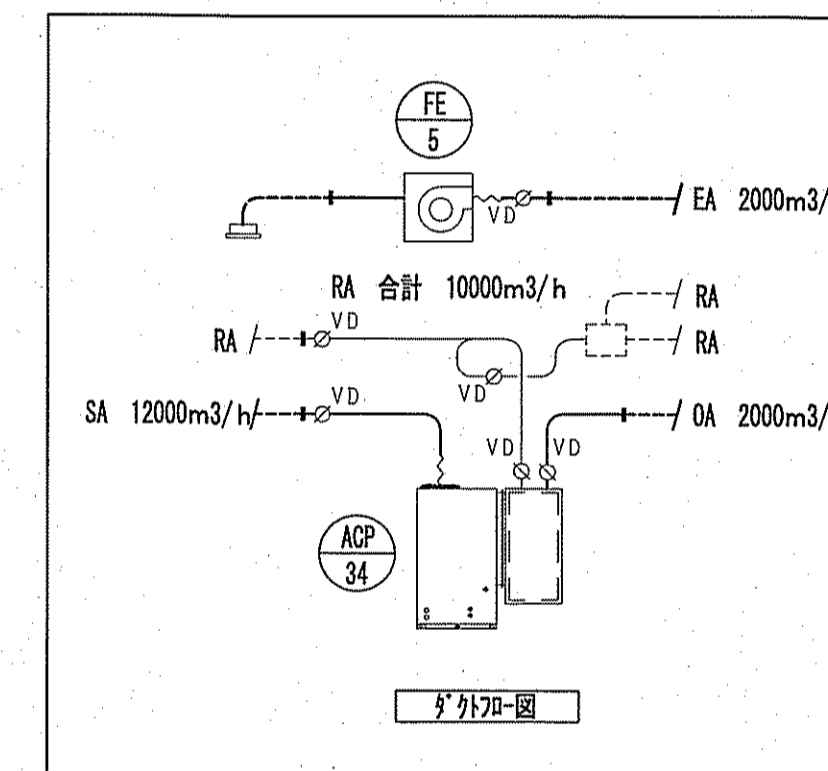 FE
5
VD
EA 2000m3/
RA 合計 10000m3/h
RA
VD
RA
RA
VD
SA 12000m3/h
VD
OA 2000m3/
VD
VD
ACP
34
ダクトフロー図